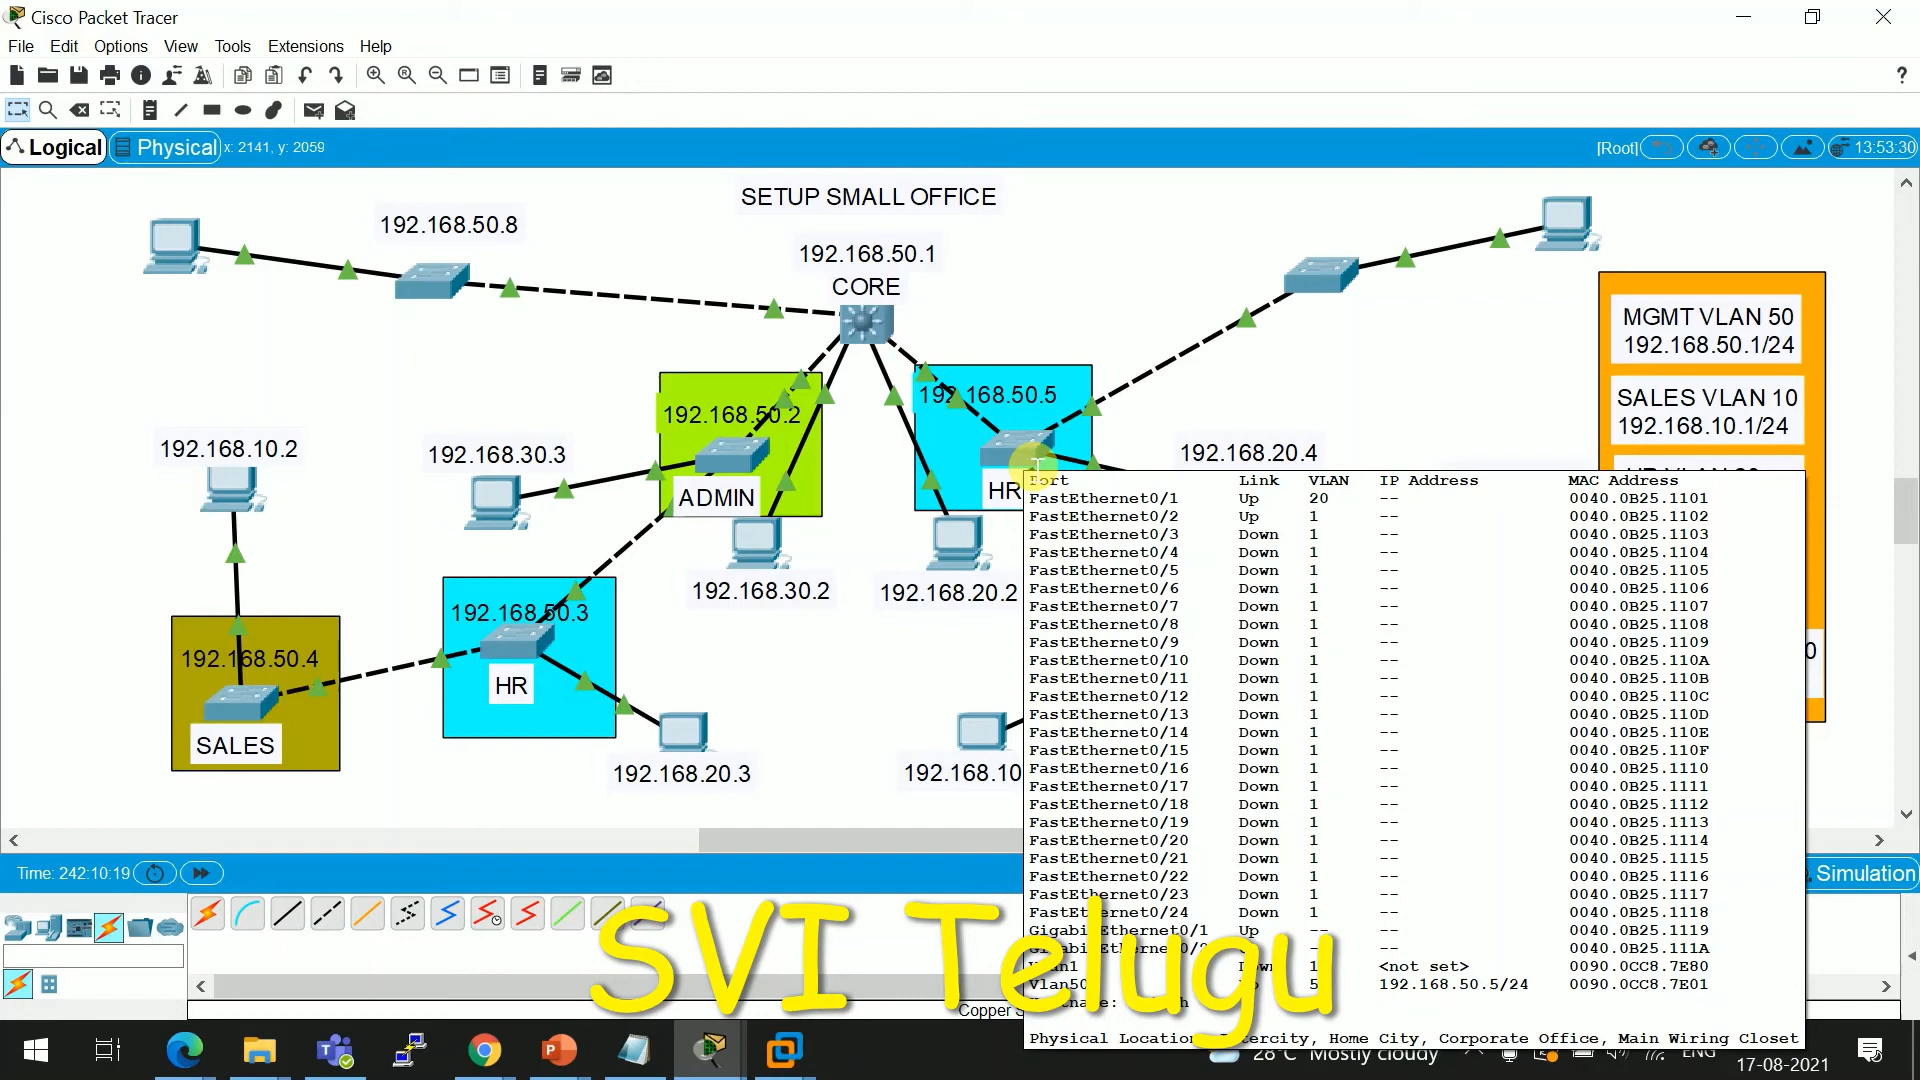 Cisco Packet Tracer
File Edit Options View Tools Extensions Help
?
Logical Physical x: 2141, y: 2059 [Root] 13:53:30
SETUP SMALL OFFICE
192.168.50.8
192.168.50.1
CORE
MGMT VLAN 50
192.168.50.1/24
192.168.50.5
SALES VLAN 10
192.168.10.1/24
192.168.50.2
192.168.10.2
192.168.30.3
192.168.20.4
ADMIN
HR
192.168.30.2
192.168.20.2
192.168.50.3
192.168.50.4
HR
SALES
192.168.20.3
192.168.10
0
Port Link VLAN IP Address MAC Address
FastEthernet0/1 Up 20 -- 0040.0B25.1101
FastEthernet0/2 Up 1 -- 0040.0B25.1102
FastEthernet0/3 Down 1 -- 0040.0B25.1103
FastEthernet0/4 Down 1 -- 0040.0B25.1104
FastEthernet0/5 Down 1 -- 0040.0B25.1105
FastEthernet0/6 Down 1 -- 0040.0B25.1106
FastEthernet0/7 Down 1 -- 0040.0B25.1107
FastEthernet0/8 Down 1 -- 0040.0B25.1108
FastEthernet0/9 Down 1 -- 0040.0B25.1109
FastEthernet0/10 Down 1 -- 0040.0B25.110A
FastEthernet0/11 Down 1 -- 0040.0B25.110B
FastEthernet0/12 Down 1 -- 0040.0B25.110C
FastEthernet0/13 Down 1 -- 0040.0B25.110D
FastEthernet0/14 Down 1 -- 0040.0B25.110E
FastEthernet0/15 Down 1 -- 0040.0B25.110F
FastEthernet0/16 Down 1 -- 0040.0B25.1110
FastEthernet0/17 Down 1 -- 0040.0B25.1111
FastEthernet0/18 Down 1 -- 0040.0B25.1112
FastEthernet0/19 Down 1 -- 0040.0B25.1113
FastEthernet0/20 Down 1 -- 0040.0B25.1114
FastEthernet0/21 Down 1 -- 0040.0B25.1115
FastEthernet0/22 Down 1 -- 0040.0B25.1116
FastEthernet0/23 Down 1 -- 0040.0B25.1117
FastEthernet0/24 Down 1 -- 0040.0B25.1118
GigabitEthernet0/1 Up -- -- 0040.0B25.1119
-- 0040.0B25.111A
Vlan1 Down 1 <not set> 0090.0CC8.7E80
Vlan50 192.168.50.5/24 0090.0CC8.7E01
Physical Location: Intercity, Home City, Corporate Office, Main Wiring Closet
Time: 242:10:19 Simulation
SVI Telugu
Copper
28°C Mostly cloudy ENG
17-08-2021